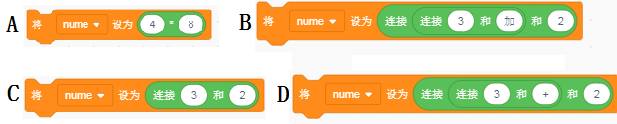 A 将 nume 设为 4 * 8
B 将 nume 设为 连接 连接 3 和 加 和 2
C 将 nume 设为 连接 3 和 2
D 将 nume 设为 连接 连接 3 和 + 和 2